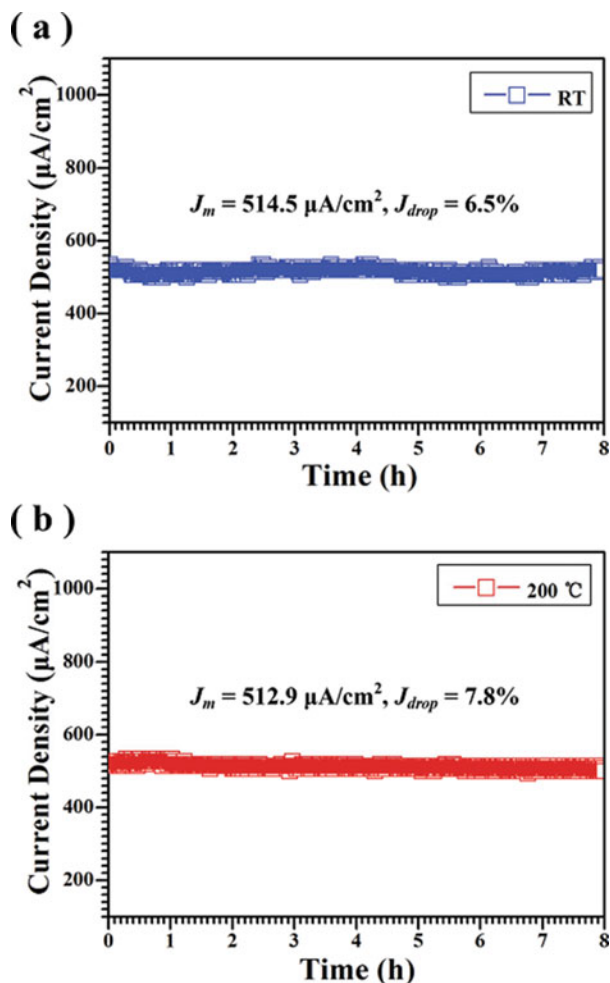 ( a )
RT
J_m = 514.5 μA/cm², J_drop = 6.5%
Current Density (μA/cm²)
1000
800
600
400
200
0 1 2 3 4 5 6 7 8
Time (h)
( b )
200 ℃
J_m = 512.9 μA/cm², J_drop = 7.8%
Current Density (μA/cm²)
1000
800
600
400
200
0 1 2 3 4 5 6 7 8
Time (h)